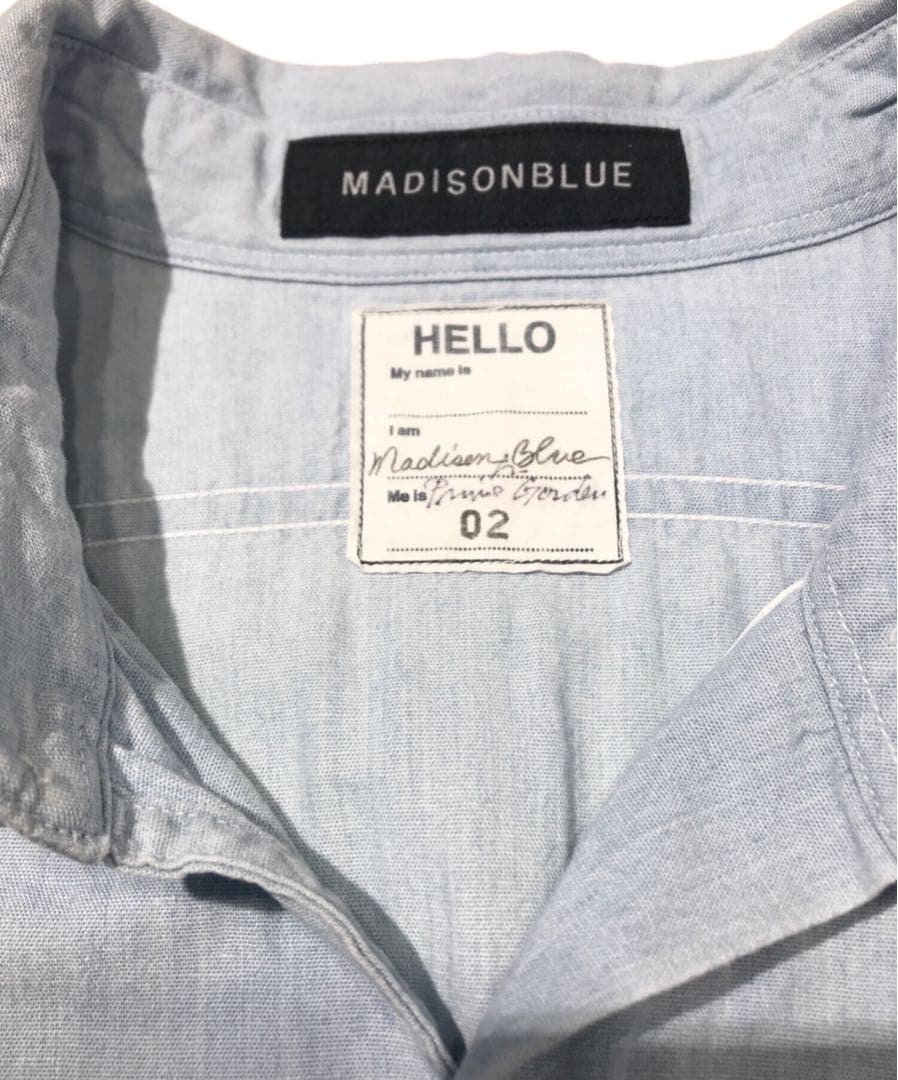 MADISONBLUE
HELLO
My name is
I am
Madison Blue
Me is
02